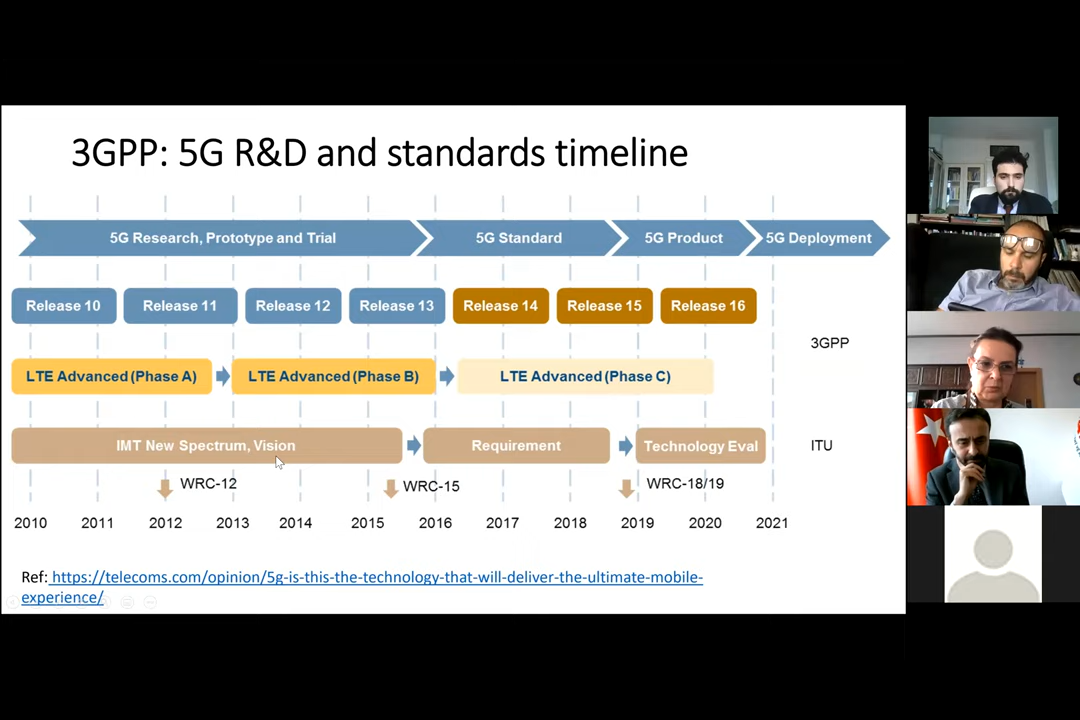 3GPP: 5G R&D and standards timeline
5G Research, Prototype and Trial
5G Standard
5G Product
5G Deployment
Release 10
Release 11
Release 12
Release 13
Release 14
Release 15
Release 16
3GPP
LTE Advanced (Phase A)
LTE Advanced (Phase B)
LTE Advanced (Phase C)
IMT New Spectrum, Vision
Requirement
Technology Eval
ITU
WRC-12
WRC-15
WRC-18/19
2010
2011
2012
2013
2014
2015
2016
2017
2018
2019
2020
2021
Ref: https://telecoms.com/opinion/5g-is-this-the-technology-that-will-deliver-the-ultimate-mobile-
experience/